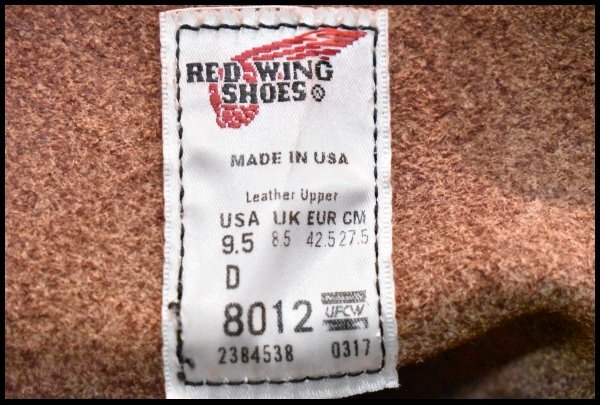 RED WING
SHOES®
MADE IN USA
Leather Upper
USA UK EUR CM
9.5 8 5 42.5 27.5
D
8012 UFCW
2384538 0317